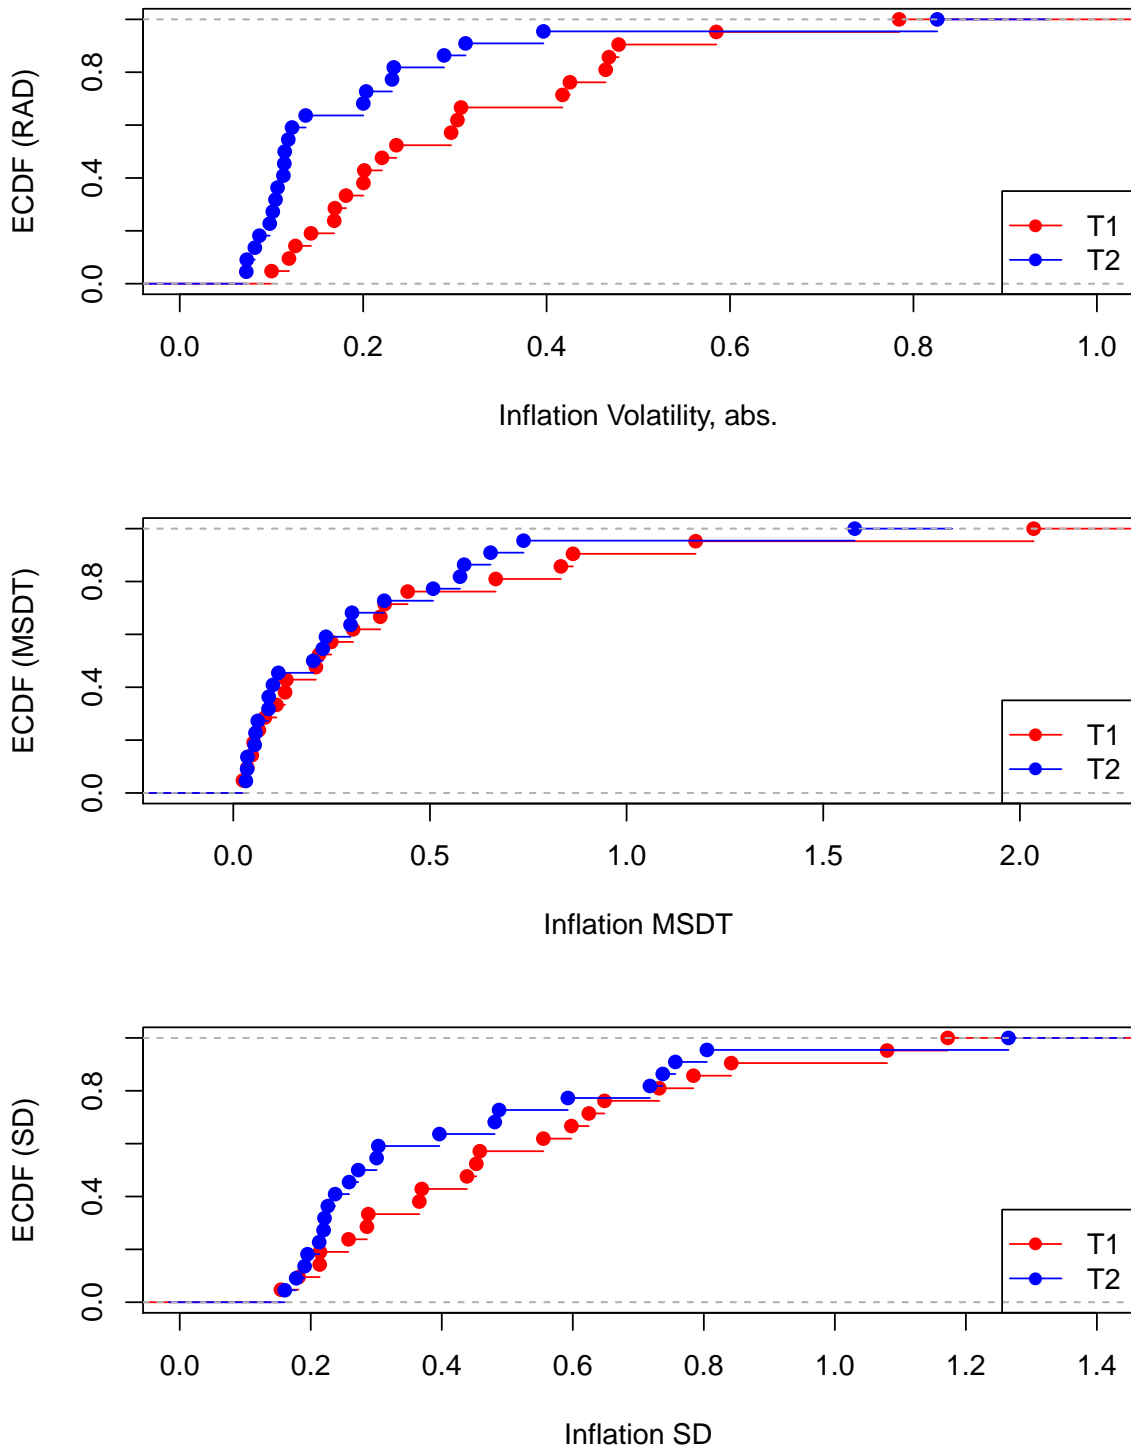 ECDF (RAD)
0.8
0.4
0.0
T1
T2
0.0 0.2 0.4 0.6 0.8 1.0
Inflation Volatility, abs.
ECDF (MSDT)
0.8
0.4
0.0
T1
T2
0.0 0.5 1.0 1.5 2.0
Inflation MSDT
ECDF (SD)
0.8
0.4
0.0
T1
T2
0.0 0.2 0.4 0.6 0.8 1.0 1.2 1.4
Inflation SD